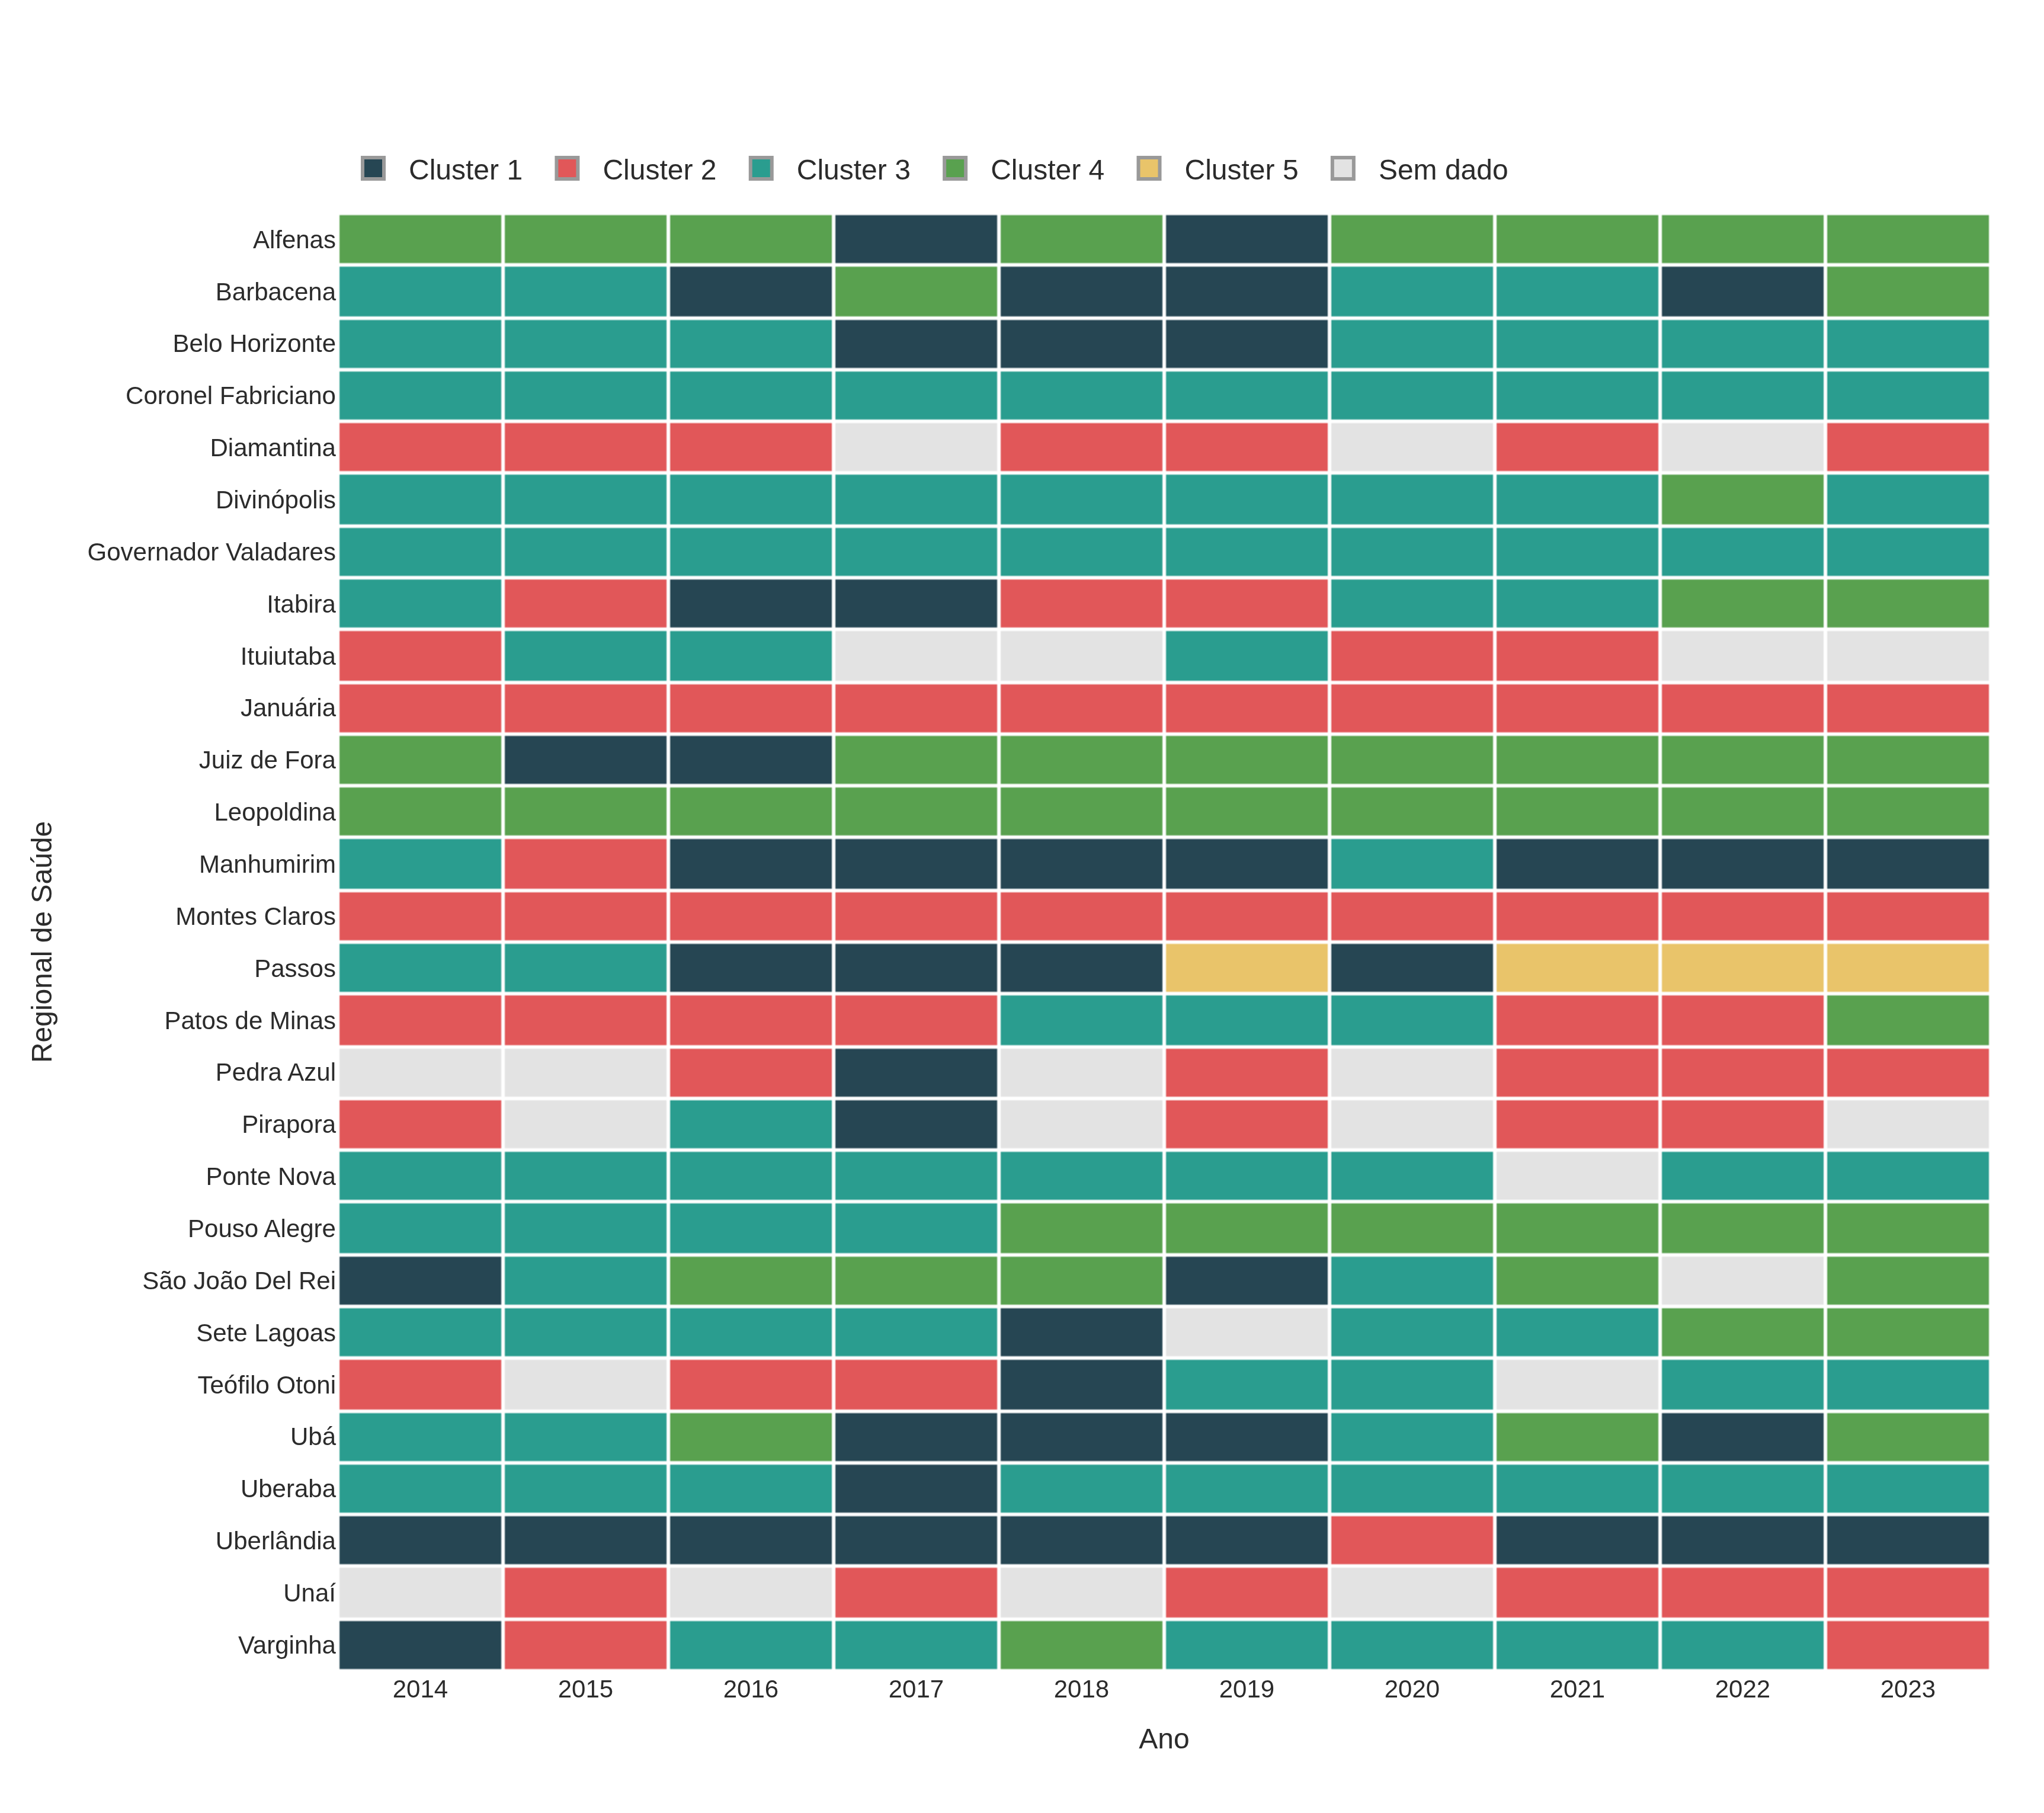 Cluster 1 Cluster 2 Cluster 3 Cluster 4 Cluster 5 Sem dado
Regional de Saúde
Alfenas
Barbacena
Belo Horizonte
Coronel Fabriciano
Diamantina
Divinópolis
Governador Valadares
Itabira
Ituiutaba
Januária
Juiz de Fora
Leopoldina
Manhumirim
Montes Claros
Passos
Patos de Minas
Pedra Azul
Pirapora
Ponte Nova
Pouso Alegre
São João Del Rei
Sete Lagoas
Teófilo Otoni
Ubá
Uberaba
Uberlândia
Unaí
Varginha
2014 2015 2016 2017 2018 2019 2020 2021 2022 2023
Ano